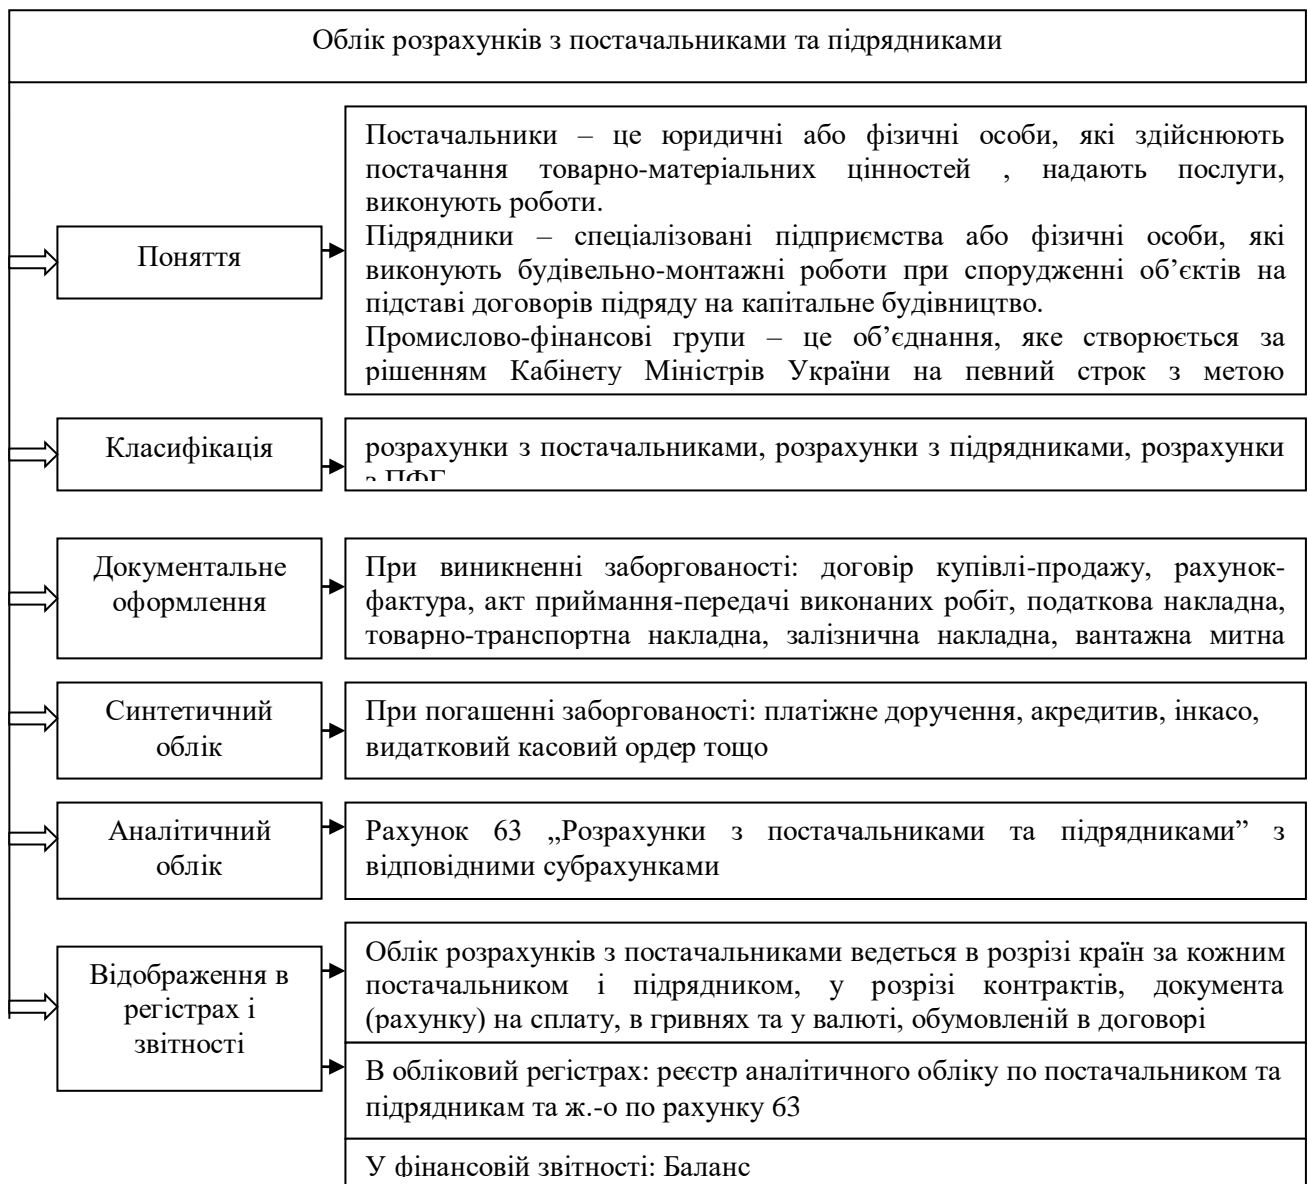 Облік розрахунків з постачальниками та підрядниками
Поняття
Постачальники – це юридичні або фізичні особи, які здійснюють
постачання товарно-матеріальних цінностей , надають послуги,
виконують роботи.
Підрядники – спеціалізовані підприємства або фізичні особи, які
виконують будівельно-монтажні роботи при спорудженні об’єктів на
підставі договорів підряду на капітальне будівництво.
Промислово-фінансові групи – це об’єднання, яке створюється за
рішенням Кабінету Міністрів України на певний строк з метою
Класифікація
розрахунки з постачальниками, розрахунки з підрядниками, розрахунки
з ПФГ
Документальне
оформлення
При виникненні заборгованості: договір купівлі-продажу, рахунок-
фактура, акт приймання-передачі виконаних робіт, податкова накладна,
товарно-транспортна накладна, залізнична накладна, вантажна митна
Синтетичний
облік
При погашенні заборгованості: платіжне доручення, акредитив, інкасо,
видатковий касовий ордер тощо
Аналітичний
облік
Рахунок 63 „Розрахунки з постачальниками та підрядниками” з
відповідними субрахунками
Відображення в
регістрах і
звітності
Облік розрахунків з постачальниками ведеться в розрізі країн за кожним
постачальником і підрядником, у розрізі контрактів, документа
(рахунку) на сплату, в гривнях та у валюті, обумовленій в договорі
В обліковий регістрах: реєстр аналітичного обліку по постачальником та
підрядникам та ж.-о по рахунку 63
У фінансовій звітності: Баланс